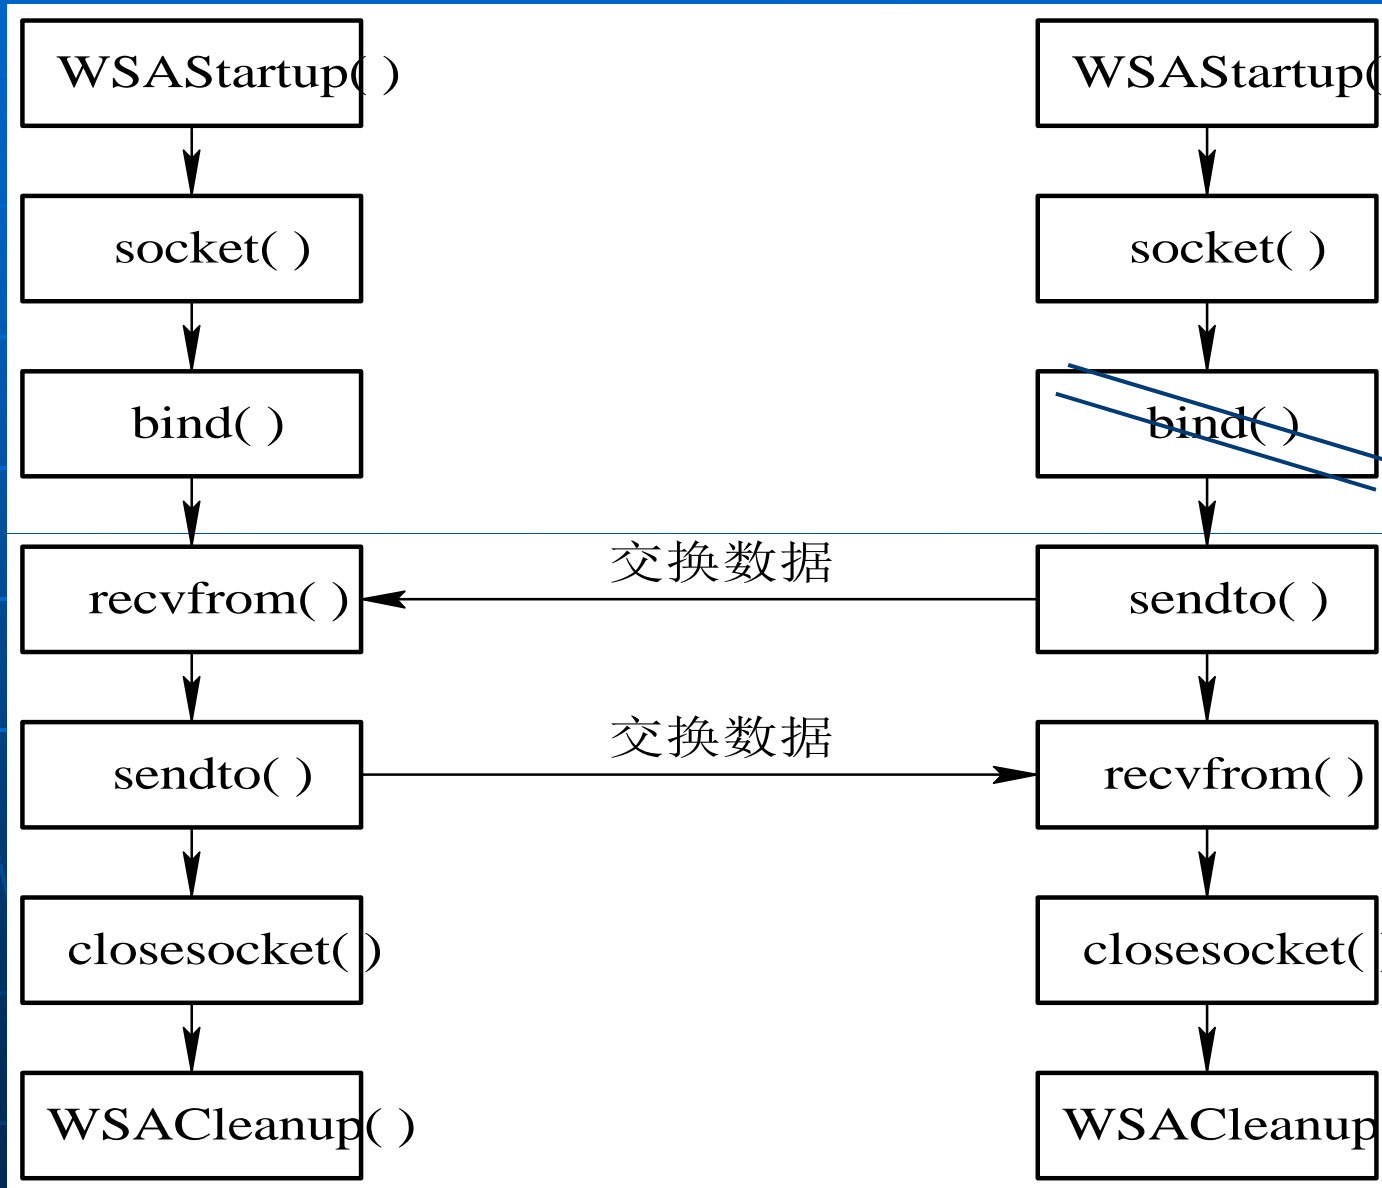 WSAStartup( )
socket( )
bind( )
recvfrom( )
sendto( )
closesocket( )
WSACleanup( )
交换数据
交换数据
WSAStartup(
socket( )
bind( )
sendto( )
recvfrom( )
closesocket(
WSACleanup